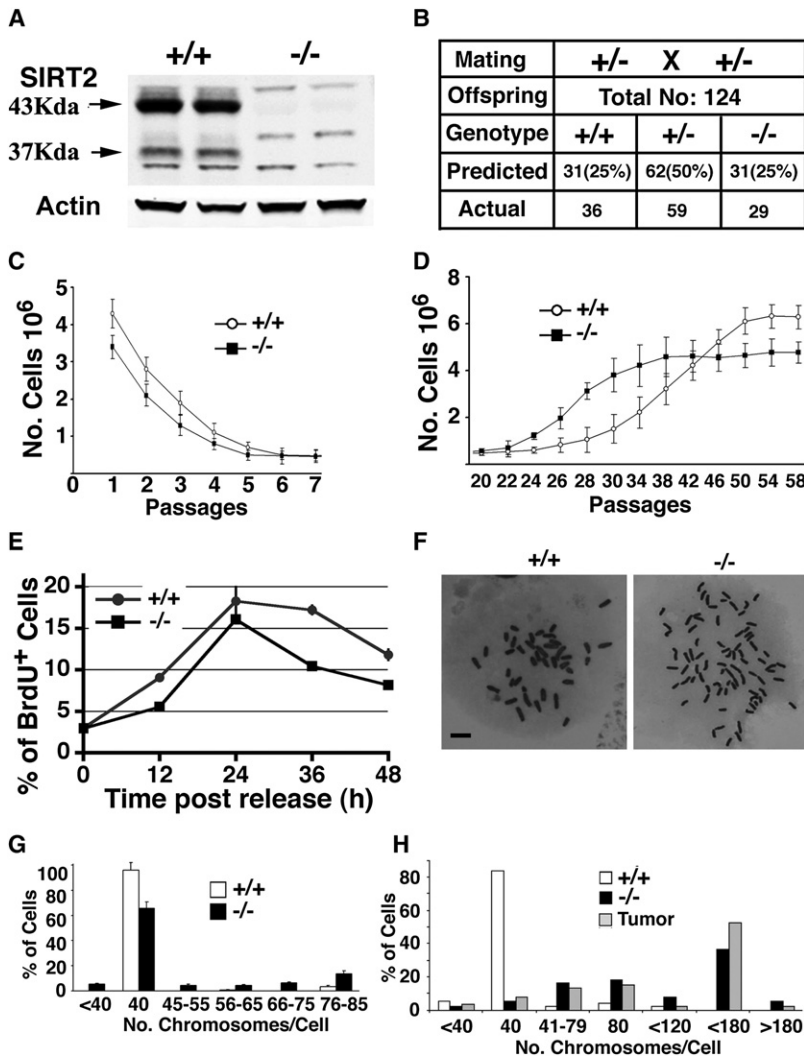 A
+/+ -/-
SIRT2
43Kda
37Kda
Actin
B
Mating +/- X +/-
Offspring Total No: 124
Genotype +/+ +/- -/-
Predicted 31(25%) 62(50%) 31(25%)
Actual 36 59 29
C
No. Cells 10^6
5
4
3
2
1
+/+
-/-
0 1 2 3 4 5 6 7
Passages
D
No. Cells 10^6
8
6
4
2
+/+
-/-
20 22 24 26 28 30 34 38 42 46 50 54 58
Passages
E
% of BrdU+ Cells
20
15
10
5
0
+/+
-/-
0 12 24 36 48
Time post release (h)
F
+/+ -/-
G
% of Cells
100
80
60
40
20
0
+/+
-/-
<40 40 45-55 56-65 66-75 76-85
No. Chromosomes/Cell
H
% of Cells
80
60
40
20
0
+/+
-/-
Tumor
<40 40 41-79 80 <120 <180 >180
No. Chromosomes/Cell